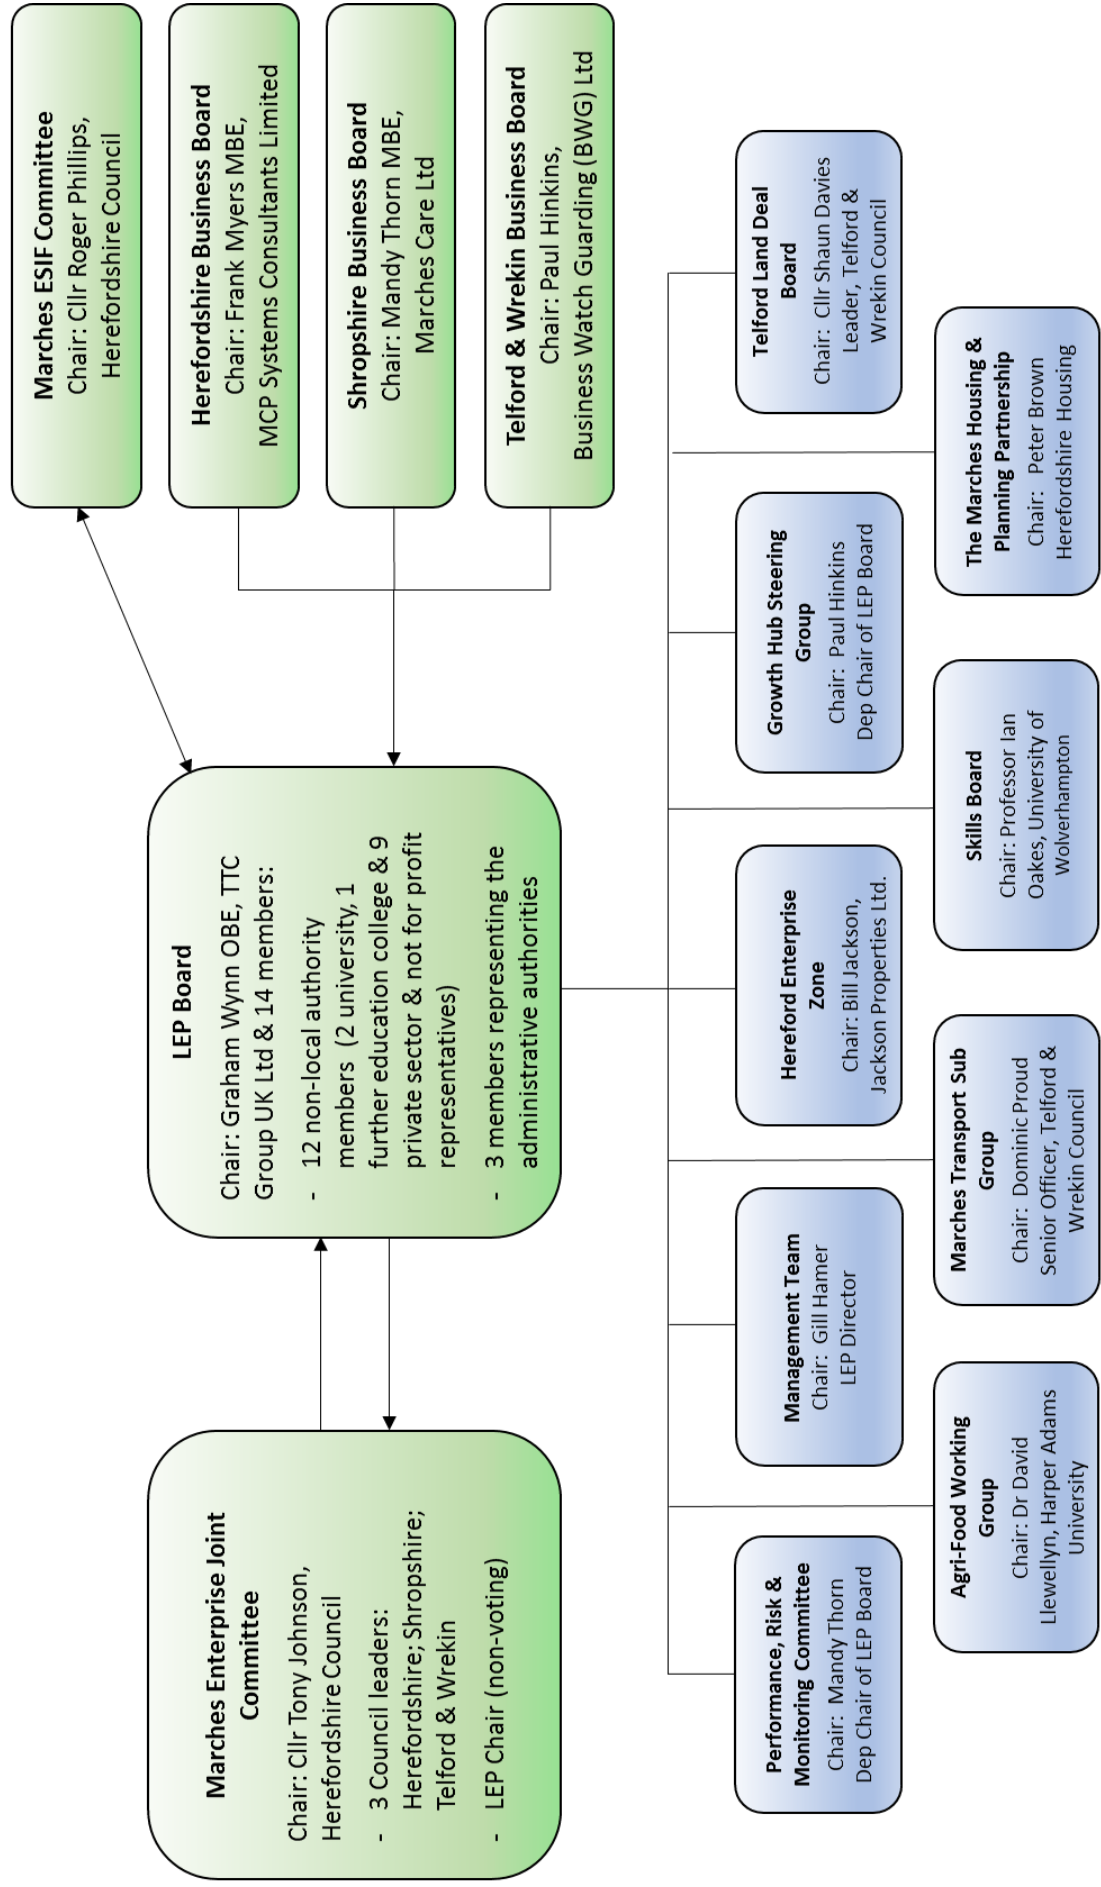 Marches Enterprise Joint
Committee
Chair: Cllr Tony Johnson,
Herefordshire Council
- 3 Council leaders:
Herefordshire; Shropshire;
Telford & Wrekin
- LEP Chair (non-voting)
LEP Board
Chair: Graham Wynn OBE, TTC
Group UK Ltd & 14 members:
- 12 non-local authority
members (2 university, 1
further education college & 9
private sector & not for profit
representatives)
- 3 members representing the
administrative authorities
Marches ESIF Committee
Chair: Cllr Roger Phillips,
Herefordshire Council
Herefordshire Business Board
Chair: Frank Myers MBE,
MCP Systems Consultants Limited
Shropshire Business Board
Chair: Mandy Thorn MBE,
Marches Care Ltd
Telford & Wrekin Business Board
Chair: Paul Hinkins,
Business Watch Guarding (BWG) Ltd
Performance, Risk &
Monitoring Committee
Chair: Mandy Thorn
Dep Chair of LEP Board
Management Team
Chair: Gill Hamer
LEP Director
Hereford Enterprise
Zone
Chair: Bill Jackson,
Jackson Properties Ltd.
Growth Hub Steering
Group
Chair: Paul Hinkins
Dep Chair of LEP Board
Telford Land Deal
Board
Chair: Cllr Shaun Davies
Leader, Telford &
Wrekin Council
Agri-Food Working
Group
Chair: Dr David
Llewellyn, Harper Adams
University
Marches Transport Sub
Group
Chair: Dominic Proud
Senior Officer, Telford &
Wrekin Council
Skills Board
Chair: Professor Ian
Oakes, University of
Wolverhampton
The Marches Housing &
Planning Partnership
Chair: Peter Brown
Herefordshire Housing